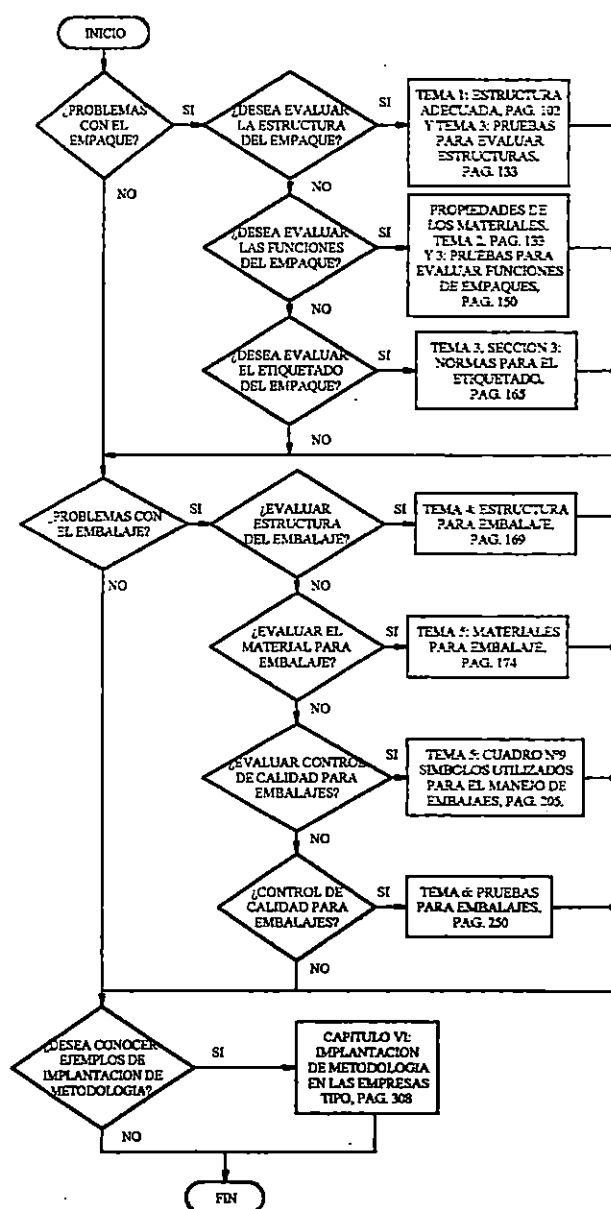 INICIO
¿PROBLEMAS
CON EL
EMPAQUE?
SI
NO
¿DESEA EVALUAR
LA ESTRUCTURA
DEL EMPAQUE?
SI
NO
TEMA 1: ESTRUCTURA
ADECUADA, PAG. 102
Y TEMA 3: PRUEBAS
PARA EVALUAR
ESTRUCTURAS.
PAG. 133
¿DESEA EVALUAR
LAS FUNCIONES
DEL EMPAQUE?
SI
NO
PROPIEDADES DE
LOS MATERIALES.
TEMA 2, PAG. 133
Y 3: PRUEBAS PARA
EVALUAR FUNCIONES
DE EMPAQUES,
PAG. 150
¿DESEA EVALUAR
EL ETIQUETADO
DEL EMPAQUE?
SI
NO
TEMA 3, SECCION 3:
NORMAS PARA EL
ETIQUETADO.
PAG. 165
¿PROBLEMAS CON
EL EMBALAJE?
SI
NO
¿EVALUAR
ESTRUCTURA
DEL EMBALAJE?
SI
NO
TEMA 4: ESTRUCTURA
PARA EMBALAJE,
PAG. 169
¿EVALUAR EL
MATERIAL PARA
EMBALAJE?
SI
NO
TEMA 5: MATERIALES
PARA EMBALAJE,
PAG. 174
¿EVALUAR CONTROL
DE CALIDAD PARA
EMBALAJES?
SI
NO
TEMA 5: CUADRO Nº9
SIMBOLOS UTILIZADOS
PARA EL MANEJO DE
EMBAJAES, PAG. 205.
¿CONTROL DE
CALIDAD PARA
EMBALAJES?
SI
NO
TEMA 6: PRUEBAS
PARA EMBALAJES.
PAG. 250
¿DESEA CONOCER
EJEMPLOS DE
IMPLANTACION DE
METODOLOGIA?
SI
NO
CAPITULO VI:
IMPLANTACION
DE METODOLOGIA
EN LAS EMPRESAS
TIPO, PAG. 308
FIN